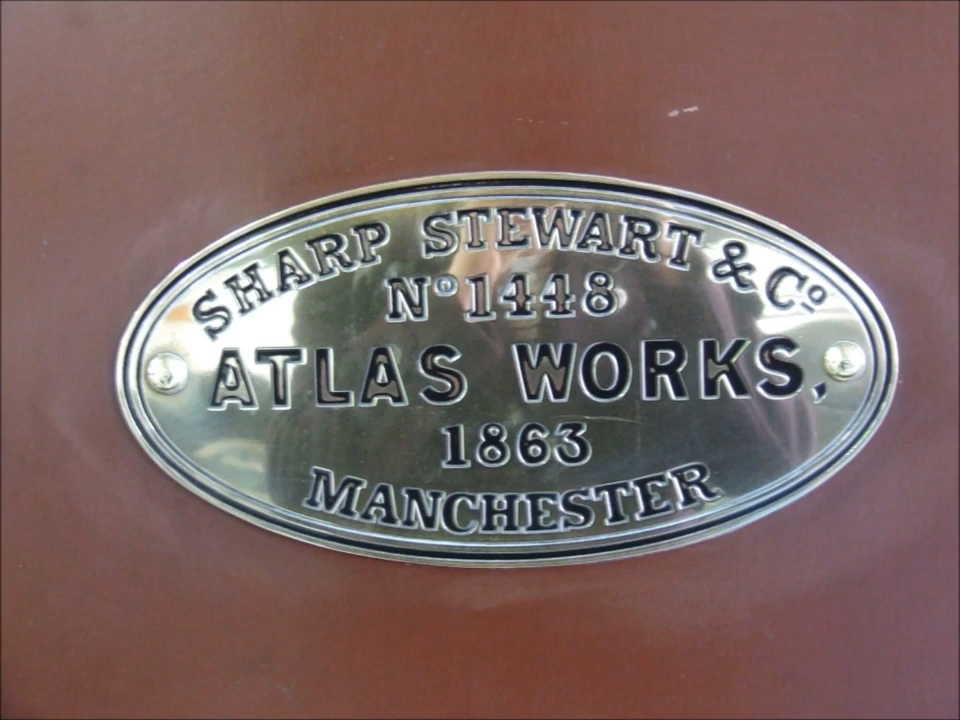 SHARP STEWART & Cº
Nº 1448
ATLAS WORKS,
1863
MANCHESTER